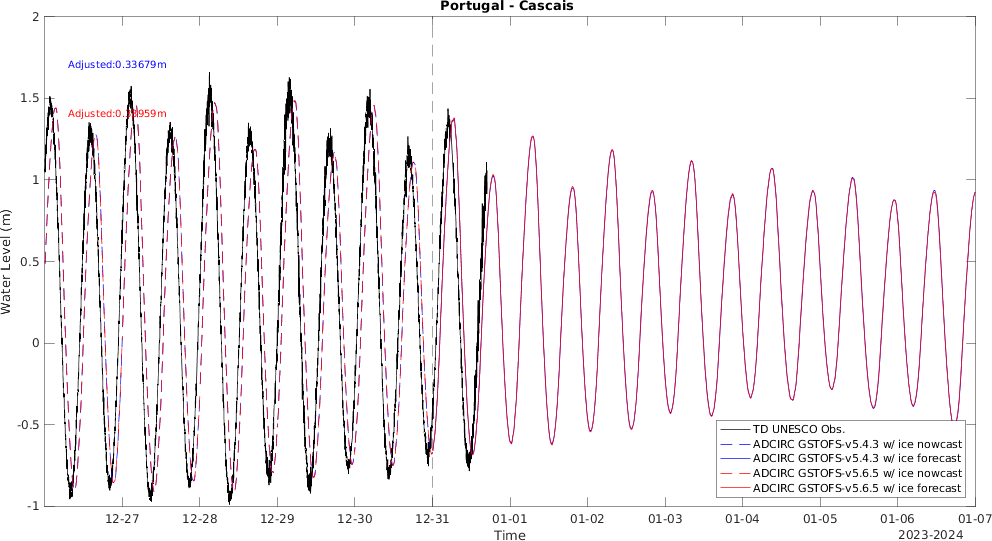 Portugal - Cascais
Water Level (m)
2
1.5
1
0.5
0
-0.5
-1
Adjusted:0.33679m
12-27
12-28
12-29
12-30
12-31
01-01
01-02
01-03
01-04
01-05
01-06
01-07
Time
2023-2024
TD UNESCO Obs.
ADCIRC GSTOFS-v5.4.3 w/ ice nowcast
ADCIRC GSTOFS-v5.4.3 w/ ice forecast
ADCIRC GSTOFS-v5.6.5 w/ ice nowcast
ADCIRC GSTOFS-v5.6.5 w/ ice forecast